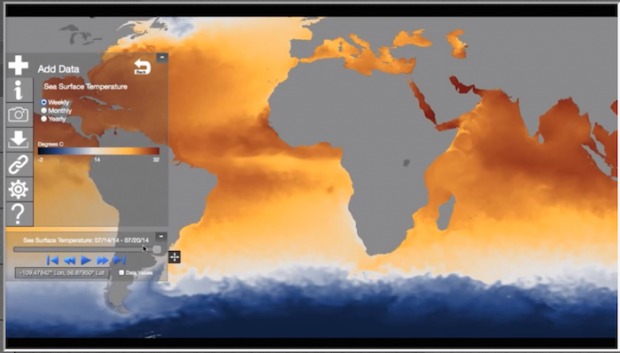 Add Data
Back
Sea Surface Temperature
Weekly
Monthly
Yearly
Degrees C
-2 14 32
Sea Surface Temperature: 07/14/14 - 07/20/14
-109.47942° Lon, 56.87950° Lat
Data Values